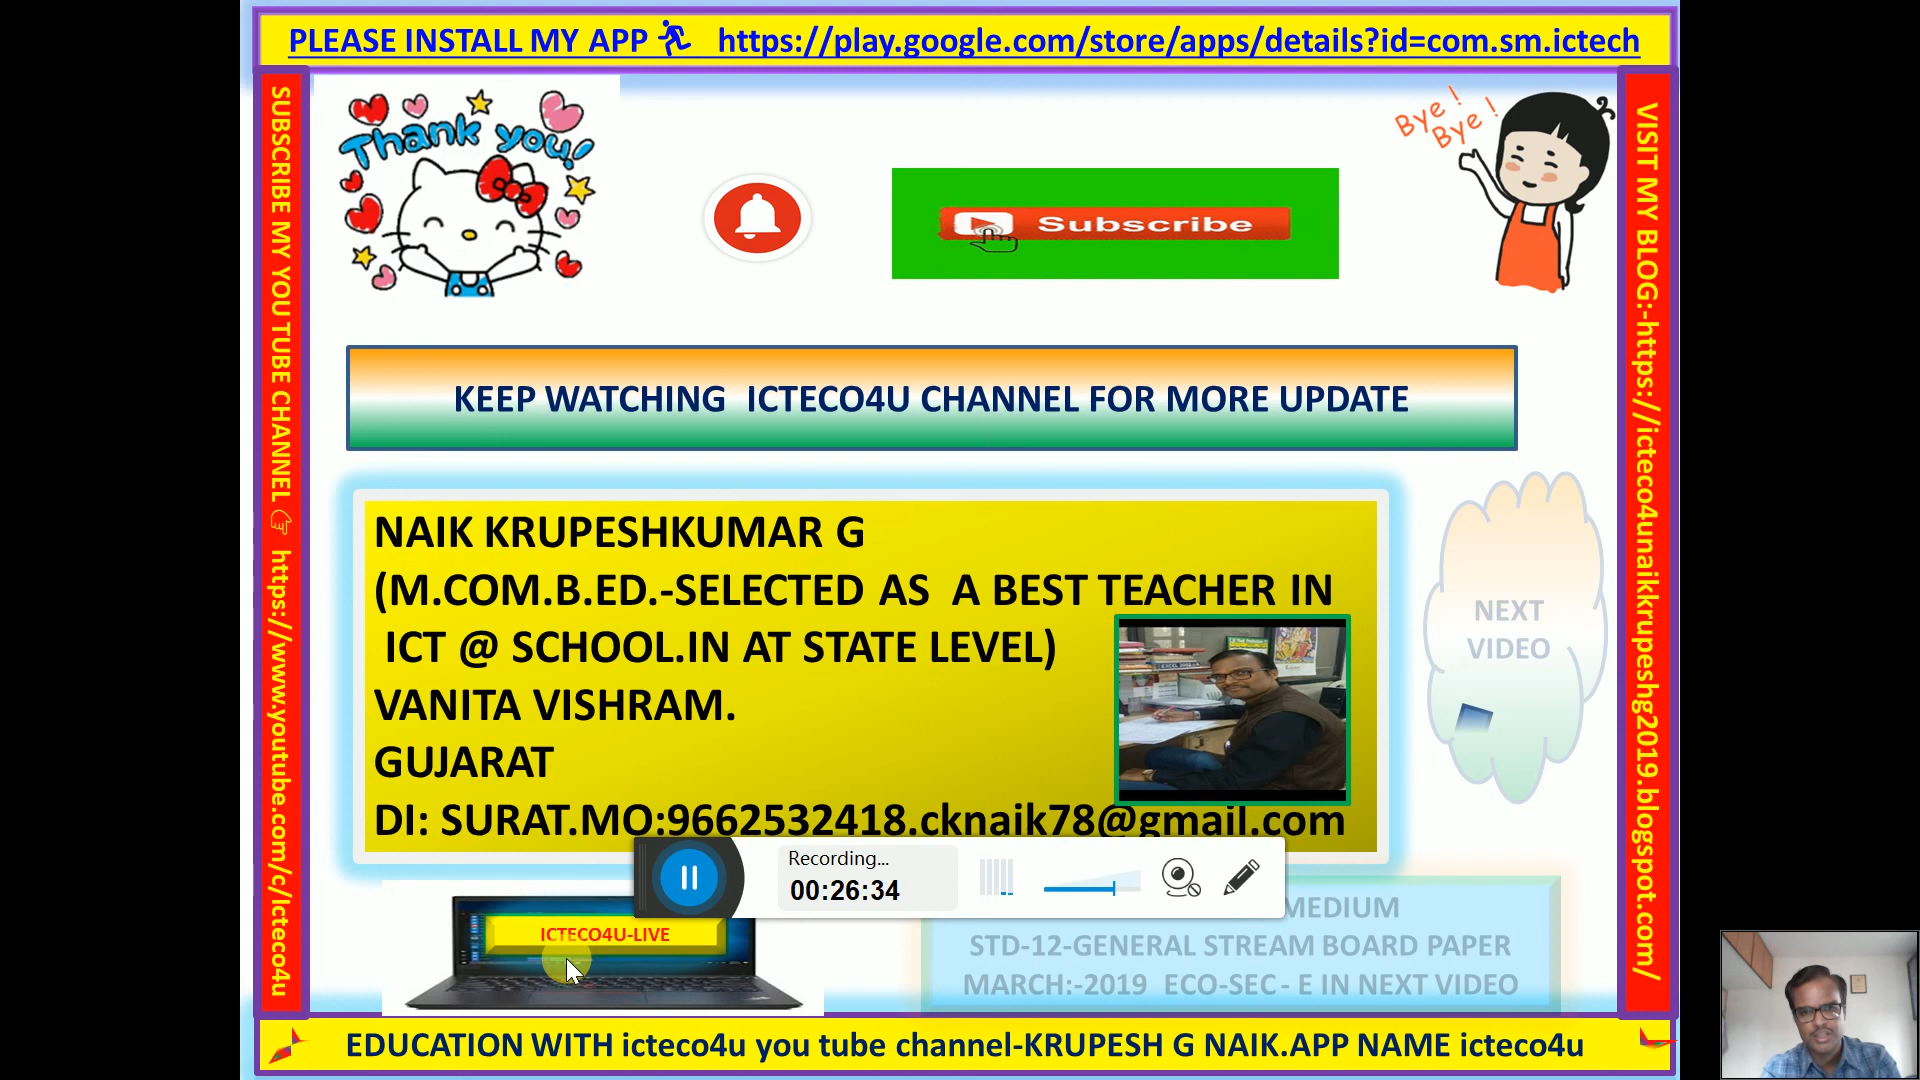 PLEASE INSTALL MY APP https://play.google.com/store/apps/details?id=com.sm.ictech
SUBSCRIBE MY YOU TUBE CHANNEL https://www.youtube.com/c/Icteco4u
VISIT MY BLOG:-https://icteco4unaikkrupeshg2019.blogspot.com/
Thank you!
Bye !
Bye !
Subscribe
KEEP WATCHING ICTECO4U CHANNEL FOR MORE UPDATE
NAIK KRUPESHKUMAR G
(M.COM.B.ED.-SELECTED AS A BEST TEACHER IN
ICT @ SCHOOL.IN AT STATE LEVEL)
VANITA VISHRAM.
GUJARAT
DI: SURAT.MO:9662532418.cknaik78@gmail.com
NEXT
VIDEO
Recording...
00:26:34
ICTECO4U-LIVE
MEDIUM
STD-12-GENERAL STREAM BOARD PAPER
MARCH:-2019 ECO-SEC - E IN NEXT VIDEO
EDUCATION WITH icteco4u you tube channel-KRUPESH G NAIK.APP NAME icteco4u